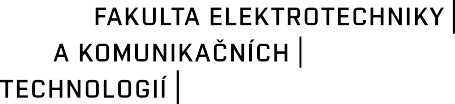 FAKULTA ELEKTROTECHNIKY
A KOMUNIKAČNÍCH
TECHNOLOGIÍ